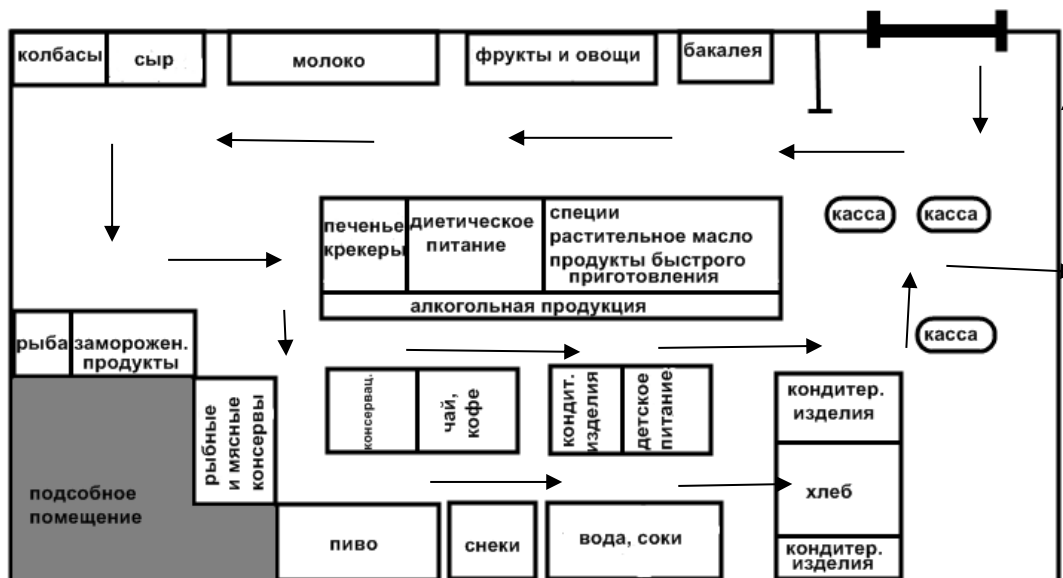 колбасы
сыр
молоко
фрукты и овощи
бакалея
касса
касса
печенье
крекеры
диетическое
питание
специи
растительное масло
продукты быстрого
приготовления
алкогольная продукция
касса
рыба
заморожен.
продукты
рыбные
и мясные
консервы
консервац.
чай,
кофе
кондит.
изделия
детское
питание
кондитер.
изделия
хлеб
кондитер.
изделия
подсобное
помещение
пиво
снеки
вода, соки